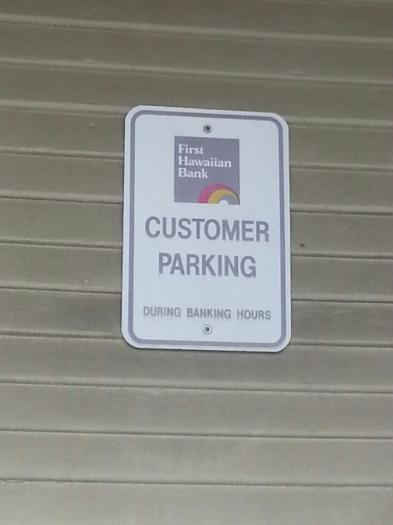 First
Hawaiian
Bank
CUSTOMER
PARKING
DURING BANKING HOURS